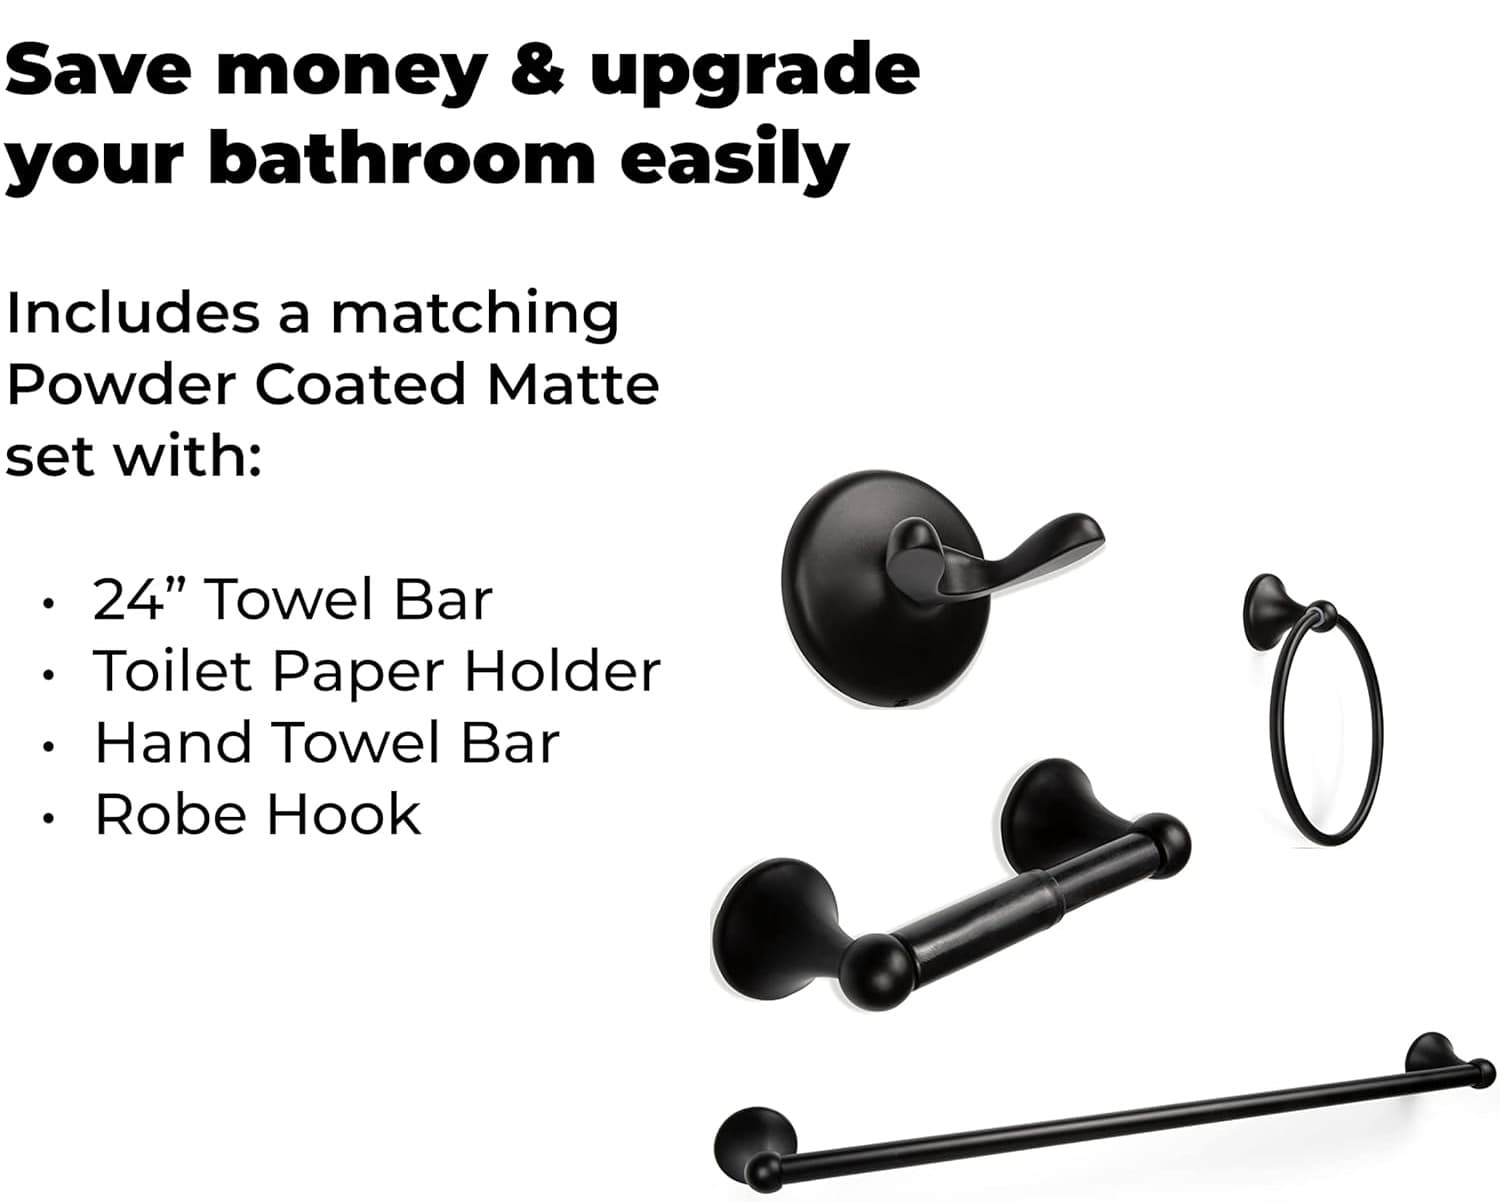 Save money & upgrade
your bathroom easily
Includes a matching
Powder Coated Matte
set with:
• 24” Towel Bar
• Toilet Paper Holder
• Hand Towel Bar
• Robe Hook